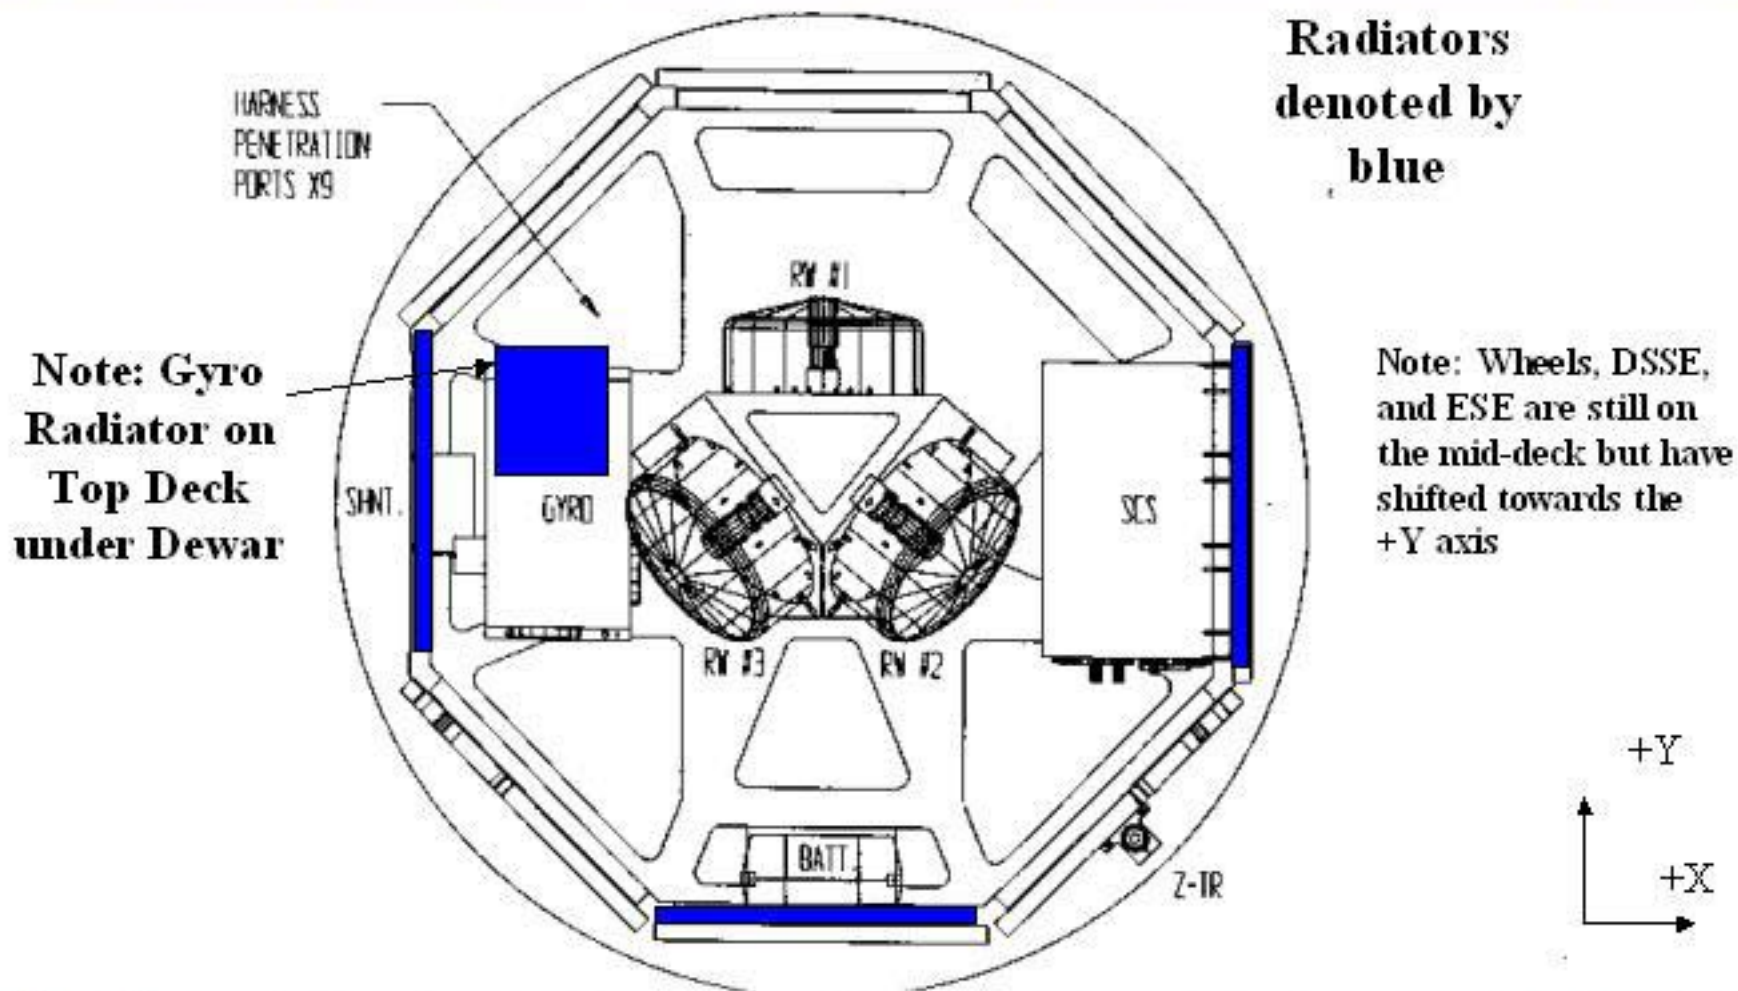 Radiators
denoted by
blue
HARNESS
PENETRATION
PORTS X9
RW #1
Note: Gyro
Radiator on
Top Deck
under Dewar
Note: Wheels, DSSE,
and ESE are still on
the mid-deck but have
shifted towards the
+Y axis
SHNT.
GYRO
SCS
RW #3
RW #2
BATT.
Z-TR
+Y
+X